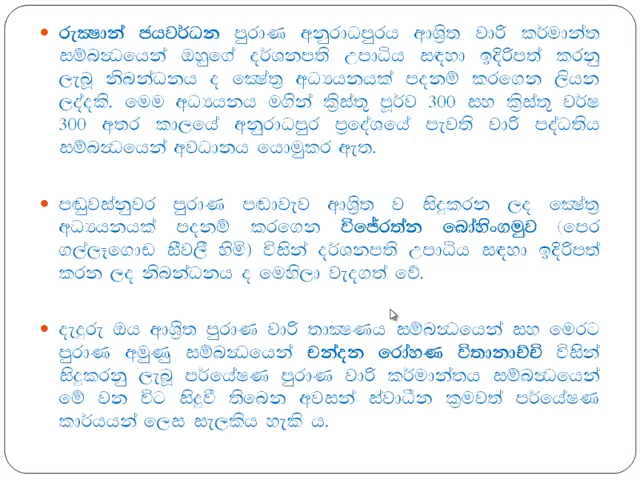 රුක්‍ෂාන් ජයවර්ධන පුරාණ අනුරාධපුරය ආශ්‍රිත වාරි කර්මාන්ත
සම්බන්‍ධයෙන් ඔහුගේ දර්ශනපති උපාධිය සඳහා ඉදිරිපත් කරනු
ලැබූ නිබන්ධනය ද ක්‍ෂේත්‍ර අධ්‍යයනයක් පදනම් කරගෙන ලියන
ලද්දකි. මෙම අධ්‍යයනය මගින් ක්‍රිස්තු පූර්ව 300 සහ ක්‍රිස්තු වර්ෂ
300 අතර කාලයේ අනුරාධපුර ප්‍රදේශයේ පැවති වාරි පද්ධතිය
සම්බන්‍ධයෙන් අවධානය යොමුකර ඇත.
පඬුවස්නුවර පුරාණ පඬාවැව ආශ්‍රිත ව සිදුකරන ලද ක්‍ෂේත්‍ර
අධ්‍යයනයක් පදනම් කරගෙන විජේරත්න බෝහිංගමුව (පෙර
ගල්ලෑගොඩ සීවලී හිමි) විසින් දර්ශනපති උපාධිය සඳහා ඉදිරිපත්
කරන ලද නිබන්ධනය ද මෙහිලා වැදගත් වේ.
දැදුරු ඔය ආශ්‍රිත පුරාණ වාරි තාක්‍ෂණය සම්බන්‍ධයෙන් සහ මෙරට
පුරාණ අමුණු සම්බන්‍ධයෙන් චන්දන රෝහණ විතානාච්චි විසින්
සිදුකරනු ලැබූ පර්යේෂණ පුරාණ වාරි කර්මාන්තය සම්බන්‍ධයෙන්
මේ වන විට සිදුවී තිබෙන අවසන් ස්වාධීන ක්‍රමවත් පර්යේෂණ
කාර්යයන් ලෙස සැලකිය හැකි ය.